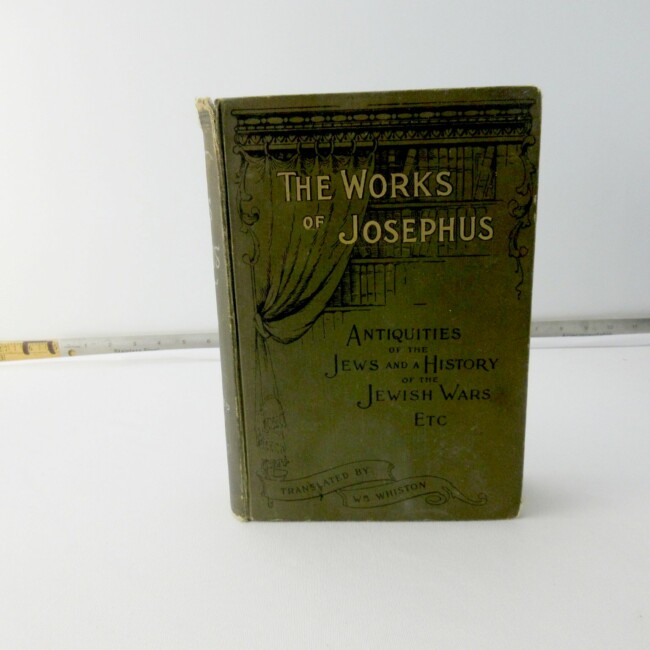 THE WORKS
OF JOSEPHUS
ANTIQUITIES
OF THE
JEWS AND A HISTORY
OF THE
JEWISH WARS
ETC
TRANSLATED BY
WM WHISTON